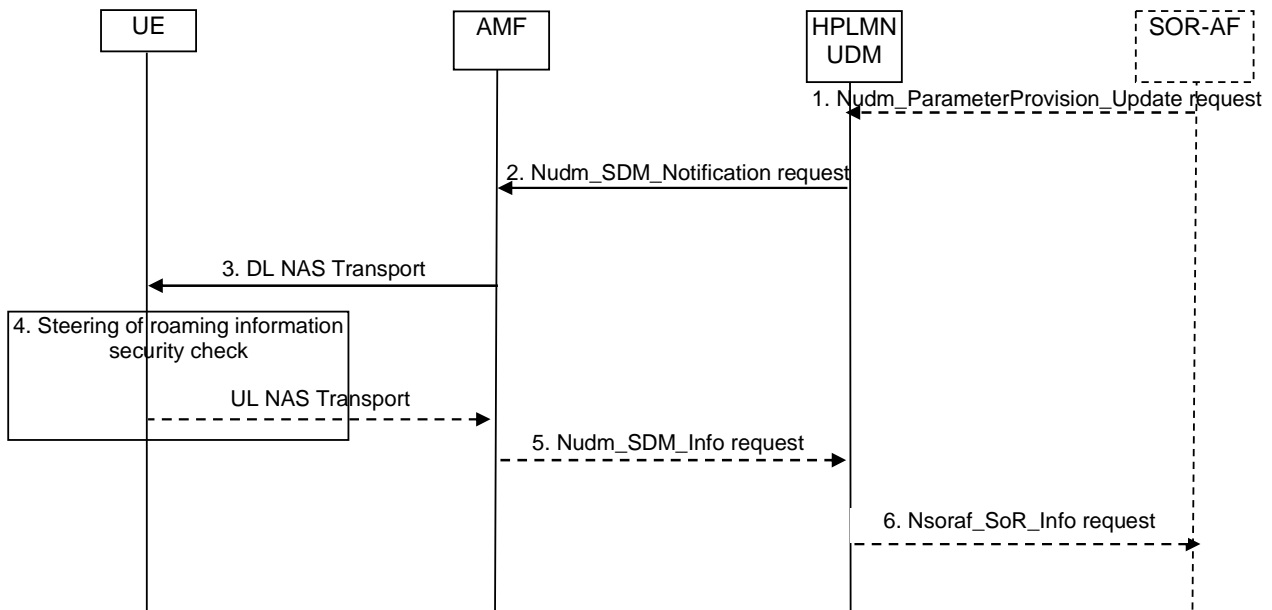 UE
AMF
HPLMN
UDM
SOR-AF
1. Nudm_ParameterProvision_Update request
2. Nudm_SDM_Notification request
3. DL NAS Transport
4. Steering of roaming information
security check
UL NAS Transport
5. Nudm_SDM_Info request
6. Nsoraf_SoR_Info request